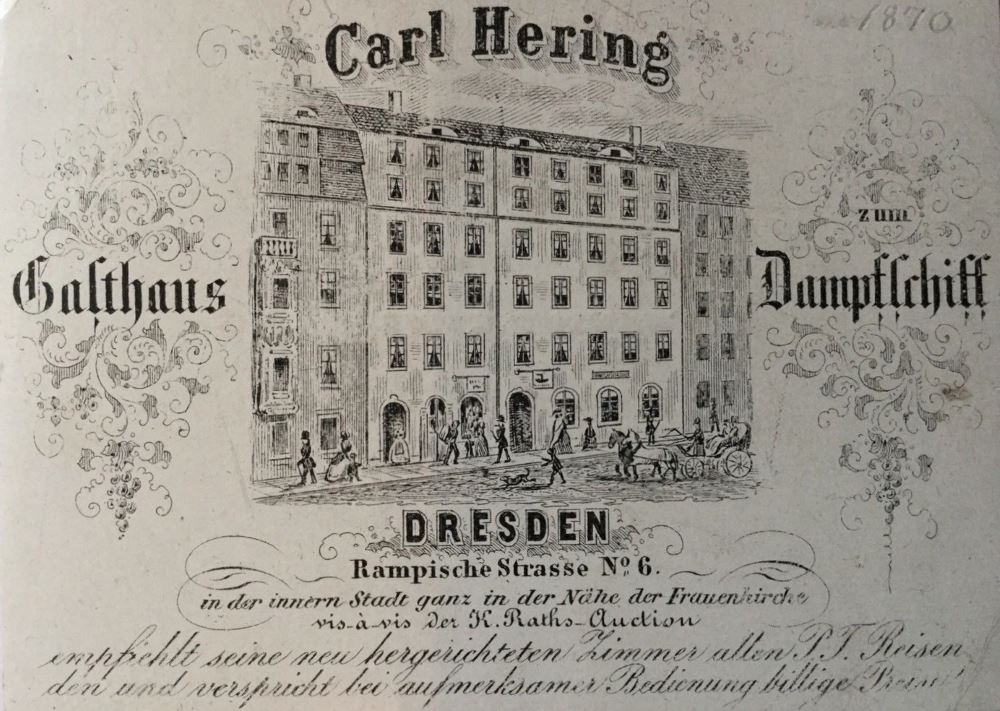 1870
Carl Hering
Gasthaus
zum
Dampfschiff
DRESDEN
Rampische Strasse No 6.
in der innern Stadt ganz in der Nähe der Frauenkirche
vis-à-vis der K. Raths-Auction
empfiehlt seine neu hergerichteten Zimmer allen P. T. Reisen
den und verspricht bei aufmerksamer Bedienung billige Preise